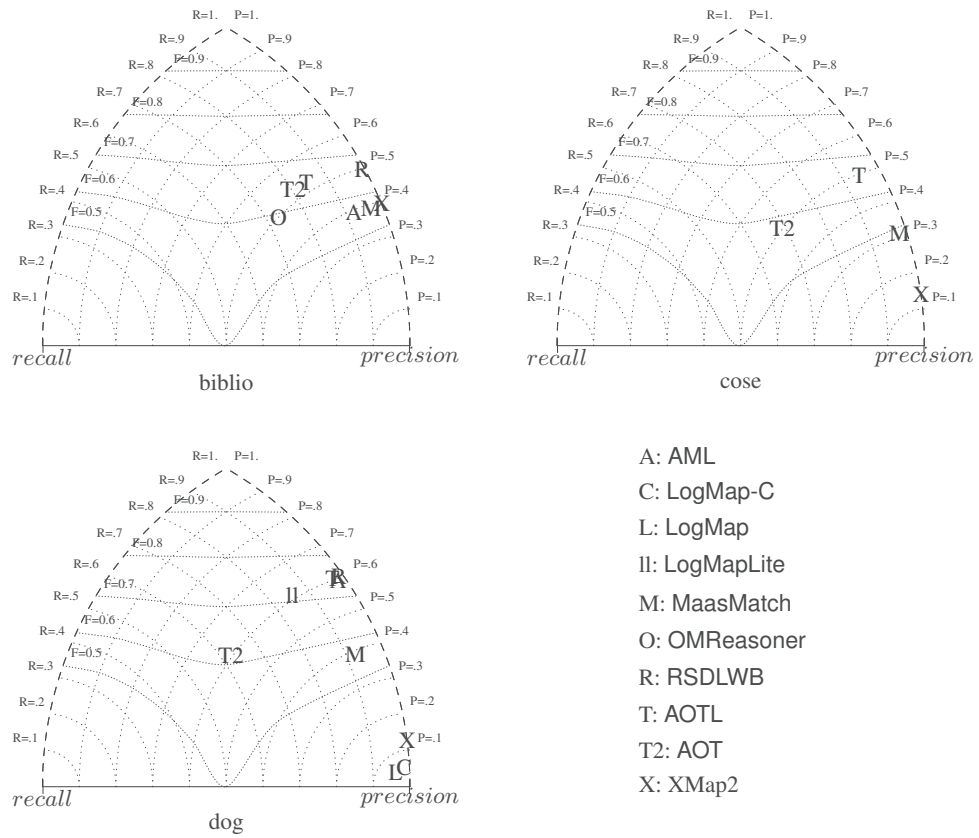 R=1. P=1.
R=.9 P=.9
F=0.9
R=.8 P=.8
R=.7 P=.7
F=0.8
R=.6 P=.6
F=0.7
R=.5 P=.5
R
F=0.6 T
R=.4 T2 P=.4
X
F=0.5 O A M
R=.3 P=.3
R=.2 P=.2
R=.1 P=.1
recall precision
biblio
R=1. P=1.
R=.9 P=.9
F=0.9
R=.8 P=.8
R=.7 P=.7
F=0.8
R=.6 P=.6
F=0.7
R=.5 P=.5
F=0.6 T
R=.4 P=.4
F=0.5
R=.3 T2 M P=.3
R=.2 P=.2
R=.1 X P=.1
recall precision
cose
R=1. P=1.
R=.9 P=.9
F=0.9
R=.8 P=.8
R=.7 P=.7
F=0.8
R=.6 P=.6
T R A
F=0.7
R=.5 ll P=.5
F=0.6
R=.4 P=.4
F=0.5 T2 M
R=.3 P=.3
R=.2 P=.2
R=.1 X P=.1
L C
recall precision
dog
A: AML
C: LogMap-C
L: LogMap
ll: LogMapLite
M: MaasMatch
O: OMReasoner
R: RSDLWB
T: AOTL
T2: AOT
X: XMap2